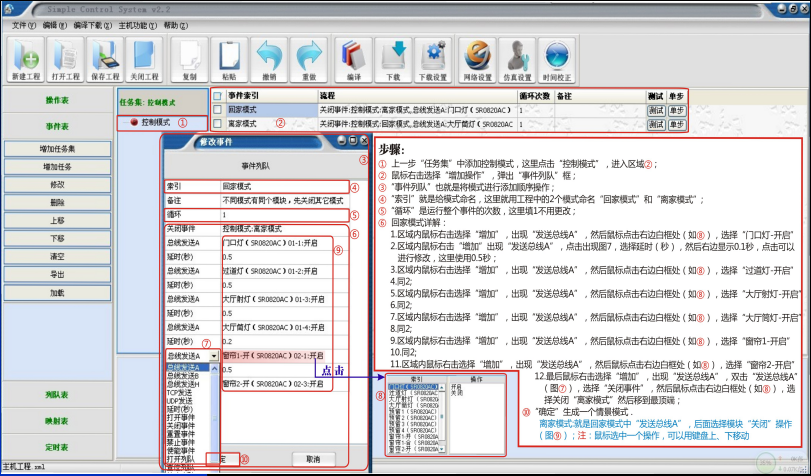 Simple Control System v2.2
文件(F) 编辑(E) 编译下载(D) 主机功能(I) 帮助(Z)
新建工程 打开工程 保存工程 关闭工程 复制 粘贴 撤销 重做 编译 下载 下载设置 网络设置 仿真设置 时间校正
操作表
事件表
增加任务集
增加任务
修改
删除
上移
下移
清空
导出
加载
队列表
映射表
定时表
主机工程.xml
任务集: 控制模式
控制模式 ①
事件索引 流程 循环次数 备注 测试 单步
回家模式 关闭事件:控制模式:离家模式,总线发送A:门口灯(SR0820AC) 1 测试 单步
离家模式 ② 关闭事件:控制模式:回家模式,总线发送A:大厅筒灯(SR0820AC 1 测试 单步
修改事件
事件队列 ③
索引 回家模式 ④
备注 不同模式有同个模块，先关闭其它模式
循环 1 ⑤
关闭事件 控制模式:离家模式 ⑥
总线发送A 门口灯(SR0820AC)01-1:开启 ⑨
延时(秒) 0.5
总线发送A 过道灯(SR0820AC)01-2:开启
延时(秒) 0.5
总线发送A 大厅射灯(SR0820AC)01-3:开启
延时(秒) 0.5
总线发送A 大厅筒灯(SR0820AC)01-4:开启
延时(秒) 0.2
⑦
总线发送A 窗帘1-开(SR0820AC)02-1:开启
总线发送A 0.5
总线发送B 窗帘2-开(SR0820AC)02-3:开启
总线发送H
TCP发送
UDP发送
延时(秒)
打开事件
关闭事件
重置事件
禁止事件
使能事件
打开队列
定 ⑩ 取消
点击
⑧
索引 操作
开启
过道灯(SR0820AC) 关闭
大厅射灯(SR082
大厅筒灯(SR082
预留1(SR0820AC)
预留2(SR0820AC)
预留3(SR0820AC)
预留4(SR0820AC)
窗帘1-开(SR082
窗帘1-合(SR082
窗帘2-开(SR082
步骤:
① 上一步“任务集”中添加控制模式，这里点击“控制模式”，进入区域②；
② 鼠标右击选择“增加操作”，弹出“事件队列”框；
③ “事件队列”也就是将模式进行添加顺序操作；
④ “索引”就是给模式命名，这里就用工程中的2个模式命名“回家模式”和“离家模式”；
⑤ “循环”是运行整个事件的次数，这里填1不用更改；
⑥ 回家模式详解：
1.区域内鼠标右击选择“增加”，出现“发送总线A”，然后鼠标点击右边白框处(如⑧)，选择“门口灯-开启”
2.区域内鼠标右击“增加”出现“发送总线A”，点击出现图7，选择延时(秒)，然后右边显示0.1秒，点击可以
进行修改，这里使用0.5秒；
3.区域内鼠标右击选择“增加”，出现“发送总线A”，然后鼠标点击右边白框处(如⑧)，选择“过道灯-开启”
4.同2;
5.区域内鼠标右击选择“增加”，出现“发送总线A”，然后鼠标点击右边白框处(如⑧)，选择“大厅射灯-开启”
6.同2;
7.区域内鼠标右击选择“增加”，出现“发送总线A”，然后鼠标点击右边白框处(如⑧)，选择“大厅筒灯-开启”
8.同2;
9.区域内鼠标右击选择“增加”，出现“发送总线A”，然后鼠标点击右边白框处(如⑧)，选择“窗帘1-开启”
10.同2;
11.区域内鼠标右击选择“增加”，出现“发送总线A”，然后鼠标点击右边白框处(如⑧)，选择“窗帘2-开启”
12.最后鼠标右击选择“增加”，出现“发送总线A”，双击“发送总线A”
(图⑦)，选择“关闭事件”，然后鼠标点击右边白框处(如⑧)，选
择关闭“离家模式”然后移到最顶端；
⑩ “确定”生成一个情景模式．
离家模式:就是回家模式中“发送总线A”，后面选择模块“关闭”操作
(图⑨)；注：鼠标选中一个操作，可以用键盘上、下移动